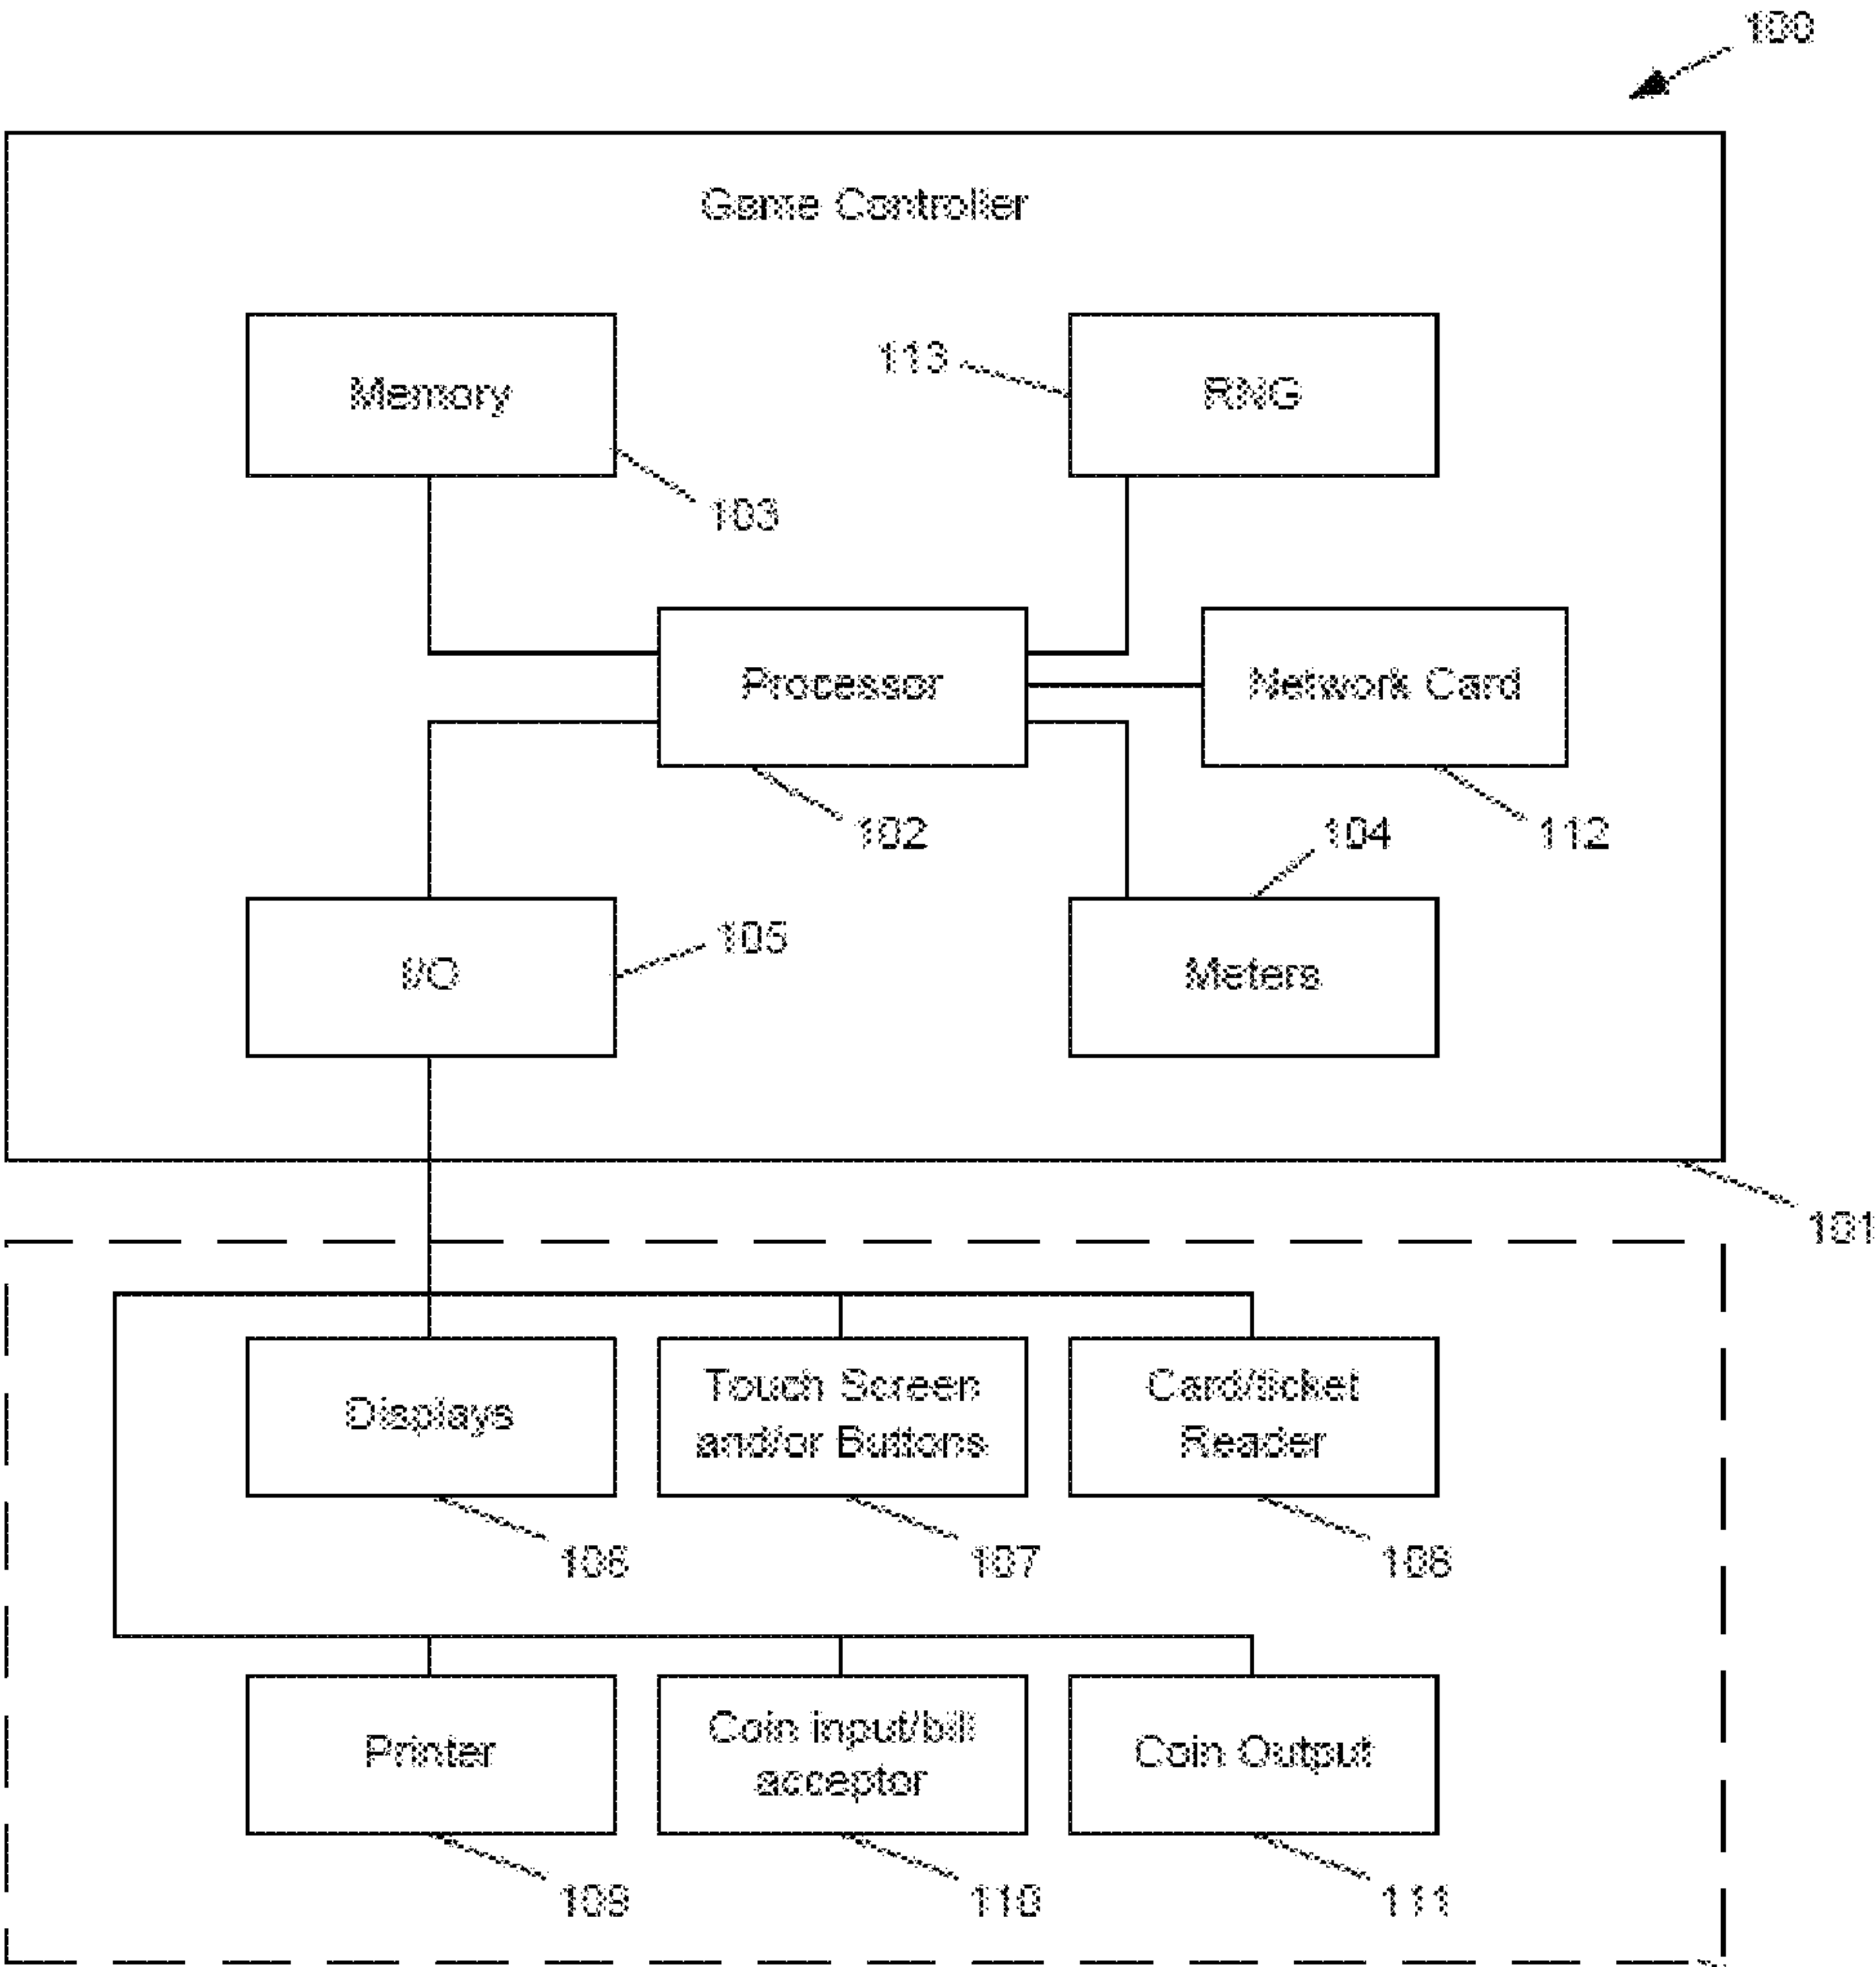 100
Game Controller
Memory
113
RNG
103
Processor
Network Card
102
104
112
I/O
105
Meters
101
Displays
Touch Screen
and/or Buttons
Card/ticket
Reader
106
107
108
Printer
Coin input/bill
acceptor
Coin Output
109
110
111